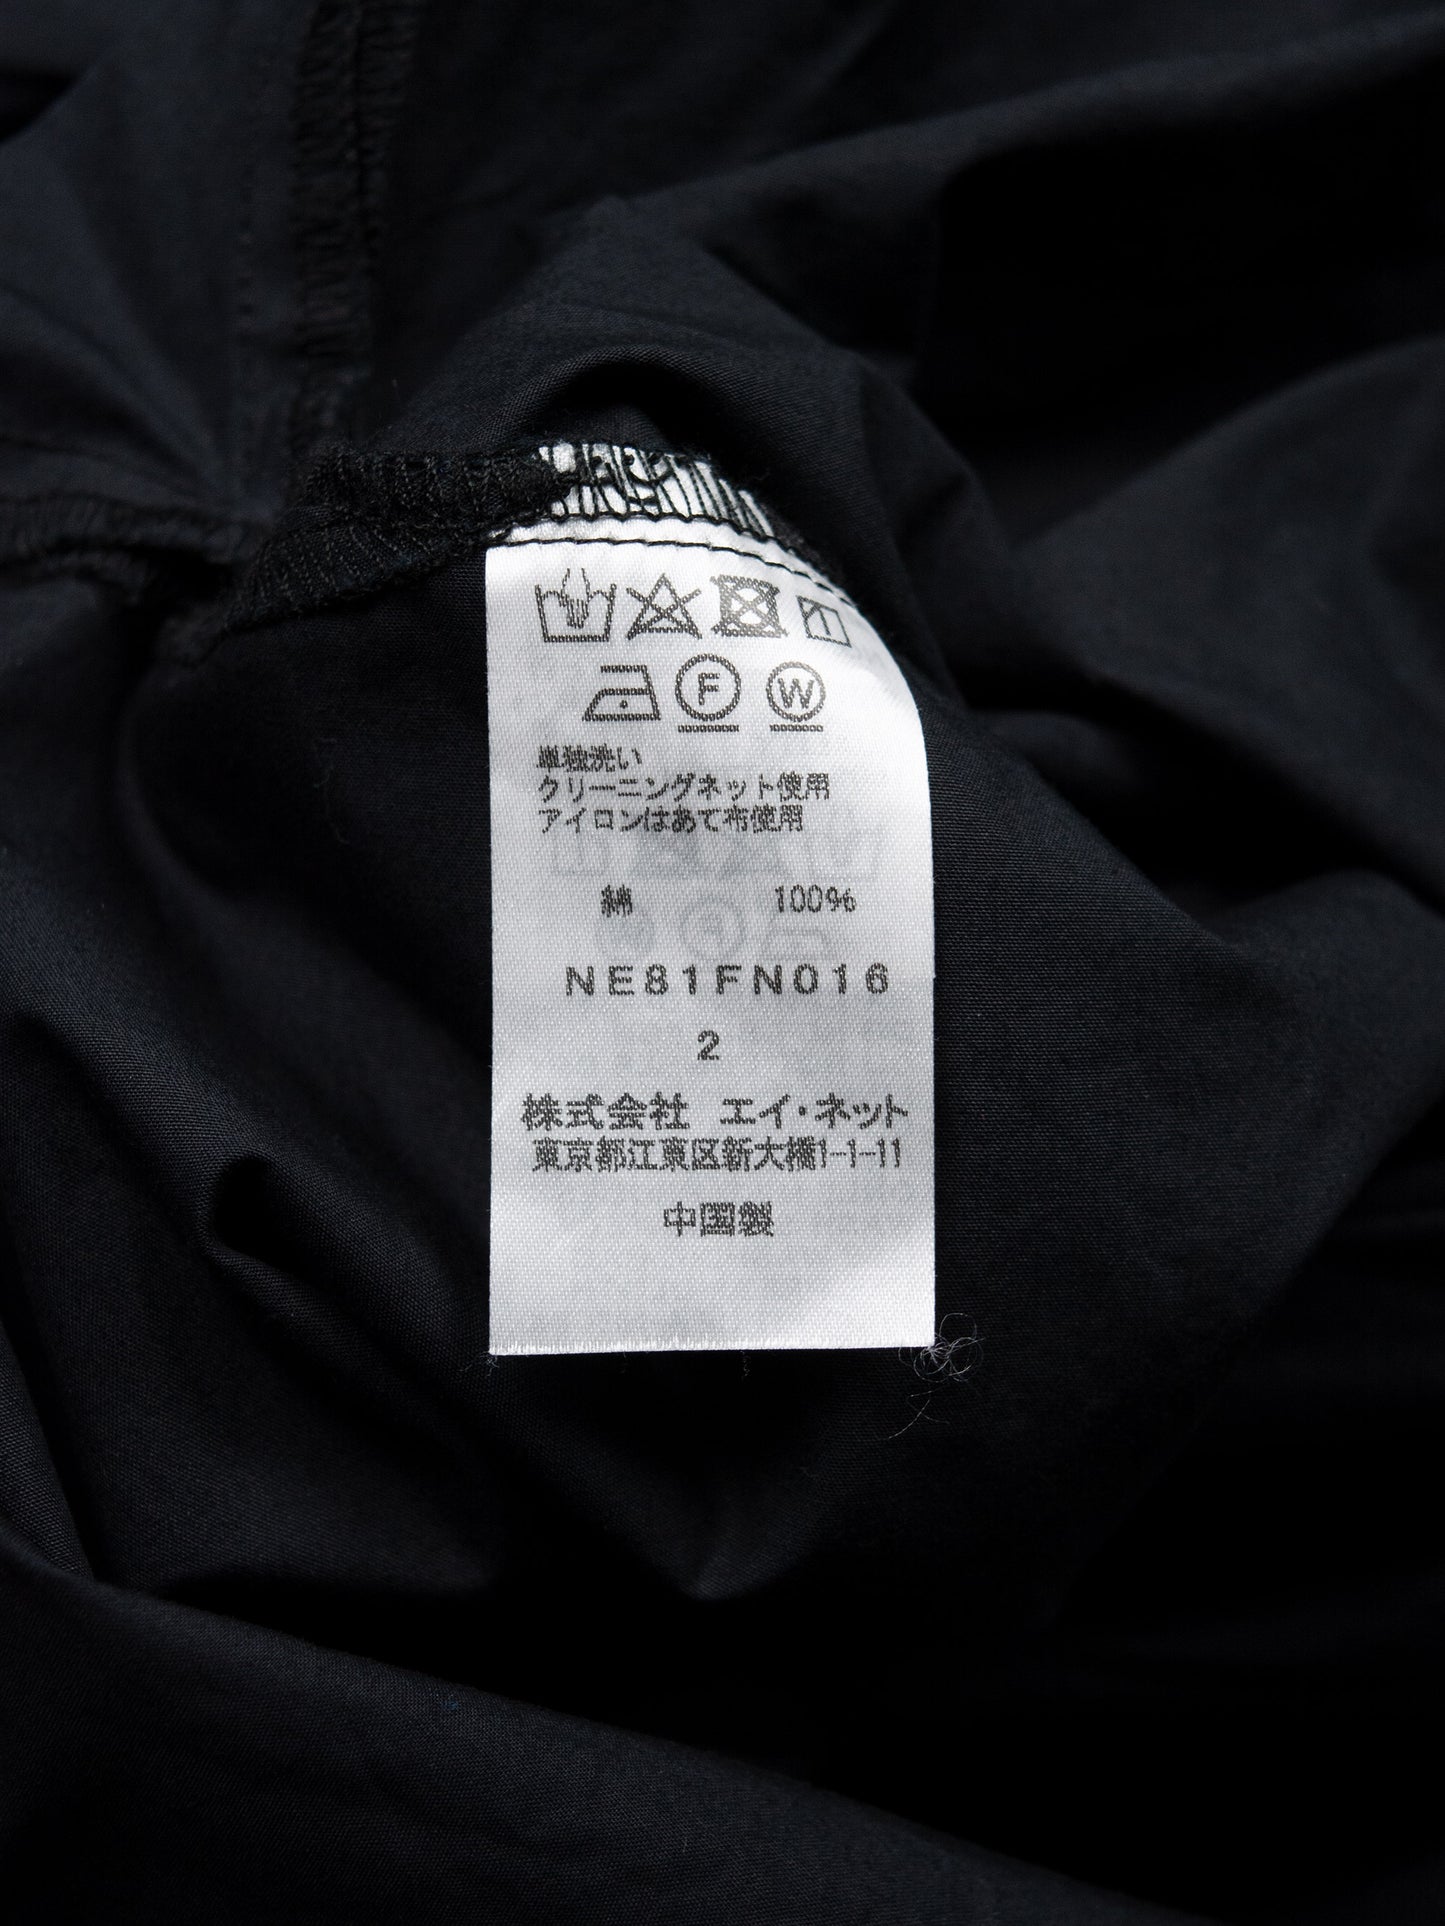 F W
単独洗い
クリーニングネット使用
アイロンはあて布使用
綿 100%
NE81FN016
2
株式会社 エイ・ネット
東京都江東区新大橋1-1-11
中国製